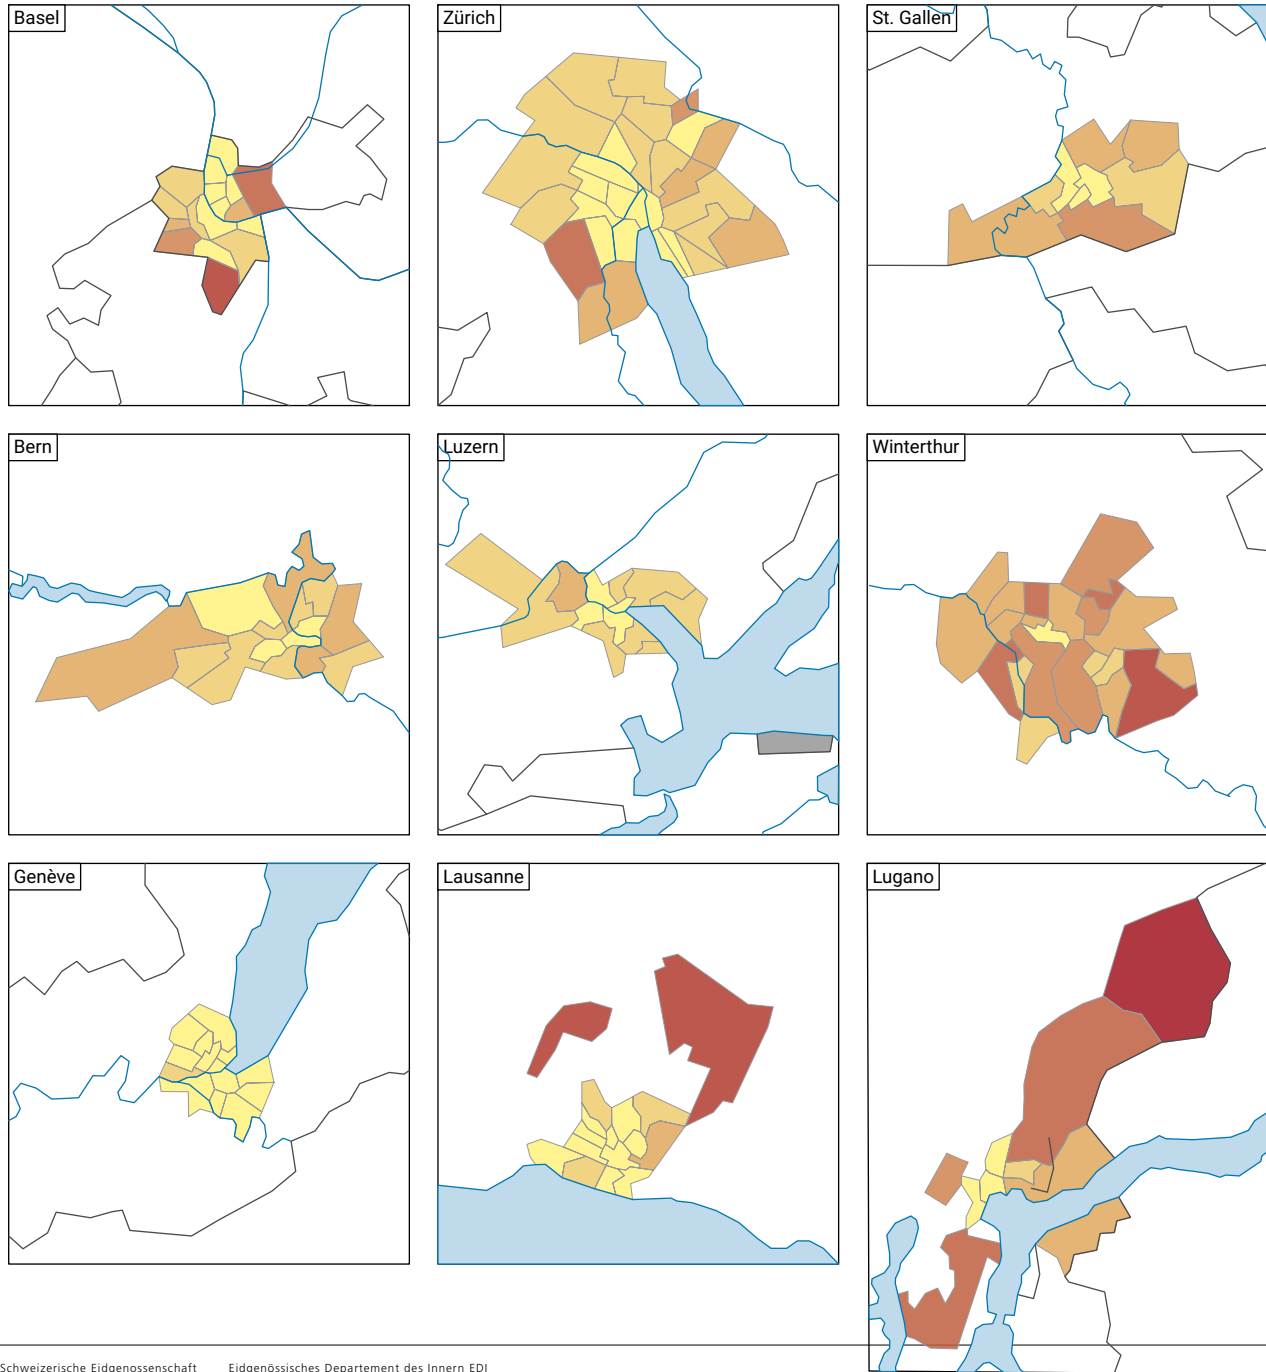 Basel
Zürich
St. Gallen
Bern
Luzern
Winterthur
Genève
Lausanne
Lugano
Schweizerische Eidgenossenschaft Eidgenössisches Departement des Innern EDI